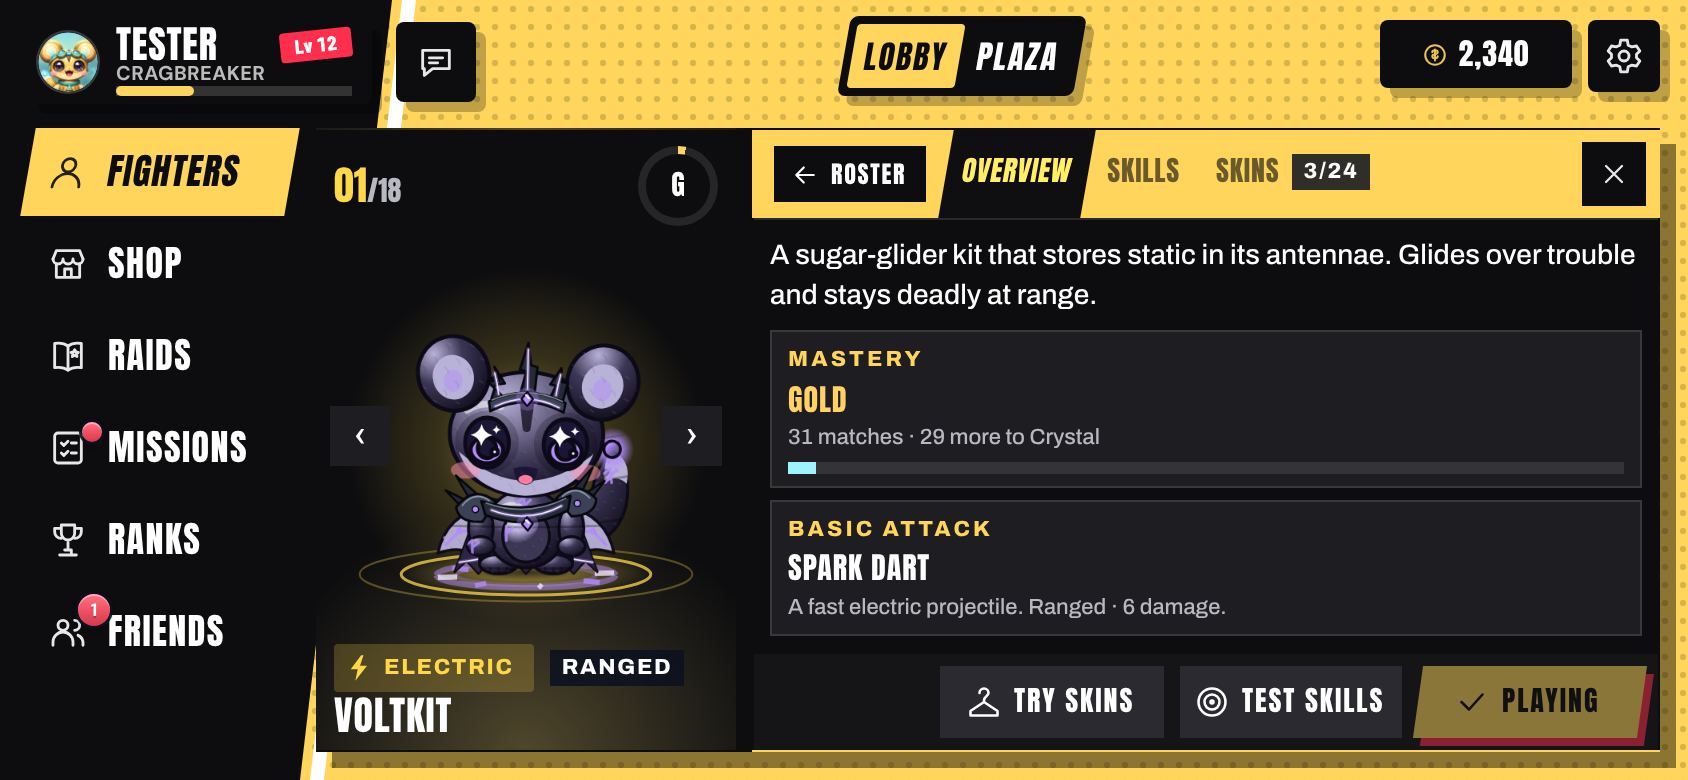 TESTER
Lv 12
CRAGBREAKER
LOBBY
PLAZA
2,340
FIGHTERS
SHOP
RAIDS
MISSIONS
RANKS
1
FRIENDS
01/18
G
ELECTRIC
RANGED
VOLTKIT
ROSTER
OVERVIEW
SKILLS
SKINS
3/24
A sugar-glider kit that stores static in its antennae. Glides over trouble
and stays deadly at range.
MASTERY
GOLD
31 matches · 29 more to Crystal
BASIC ATTACK
SPARK DART
A fast electric projectile. Ranged · 6 damage.
TRY SKINS
TEST SKILLS
PLAYING